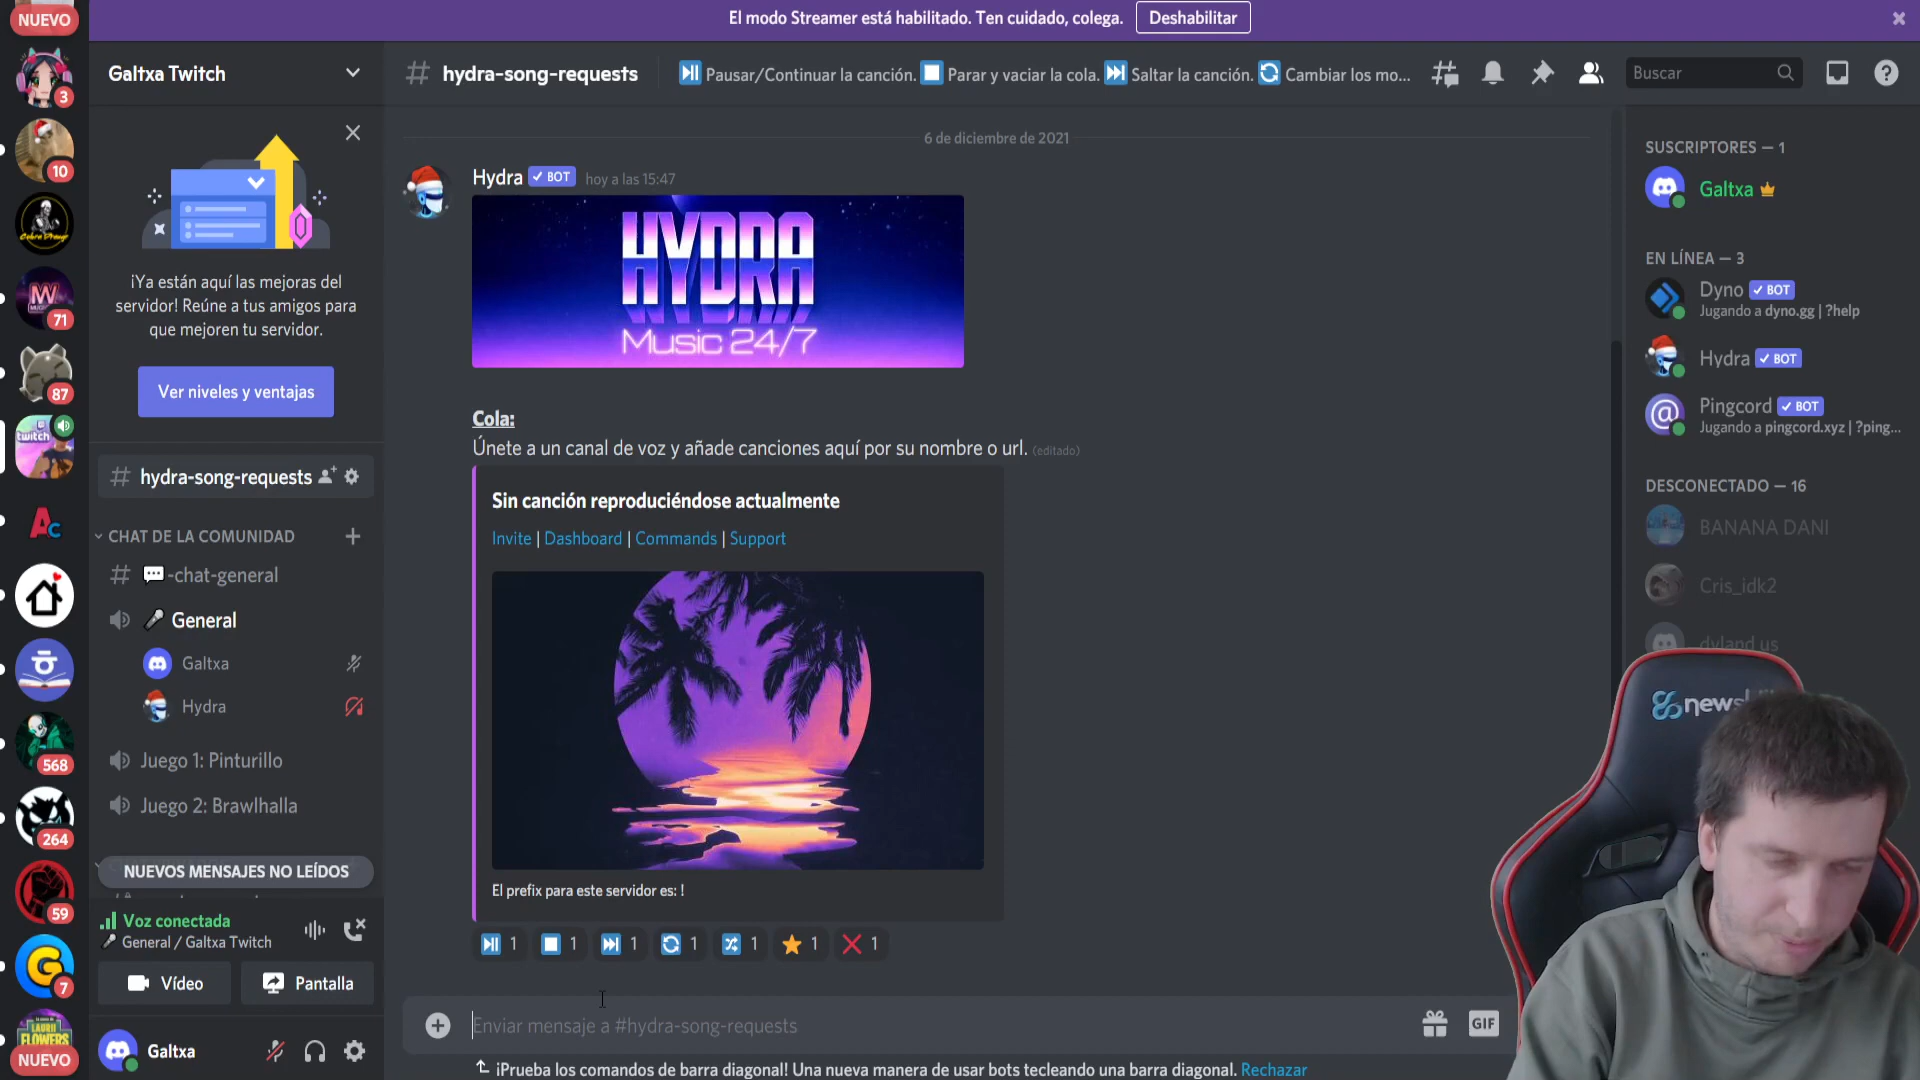 NUEVO
El modo Streamer está habilitado. Ten cuidado, colega.
Deshabilitar
Galtxa Twitch
¡Ya están aquí las mejoras del
servidor! Reúne a tus amigos para
que mejoren tu servidor.
Ver niveles y ventajas
hydra-song-requests
CHAT DE LA COMUNIDAD
-chat-general
General
Galtxa
Hydra
Juego 1: Pinturillo
Juego 2: Brawlhalla
NUEVOS MENSAJES NO LEÍDOS
Voz conectada
General / Galtxa Twitch
Vídeo
Pantalla
Galtxa
3
10
71
87
twitch
AC
568
264
59
7
LAURII
FLOWERS
NUEVO
hydra-song-requests
Pausar/Continuar la canción. Parar y vaciar la cola. Saltar la canción. Cambiar los mo...
Buscar
6 de diciembre de 2021
Hydra BOT hoy a las 15:47
HYDRA
Music 24/7
Cola:
Únete a un canal de voz y añade canciones aquí por su nombre o url. (editado)
Sin canción reproduciéndose actualmente
Invite | Dashboard | Commands | Support
El prefix para este servidor es: !
1 1 1 1 1 1 1
Enviar mensaje a #hydra-song-requests
GIF
¡Prueba los comandos de barra diagonal! Una nueva manera de usar bots tecleando una barra diagonal. Rechazar
SUSCRIPTORES — 1
Galtxa
EN LÍNEA — 3
Dyno BOT
Jugando a dyno.gg | ?help
Hydra BOT
Pingcord BOT
Jugando a pingcord.xyz | ?ping...
DESCONECTADO — 16
BANANA DANI
Cris_idk2
dyland us